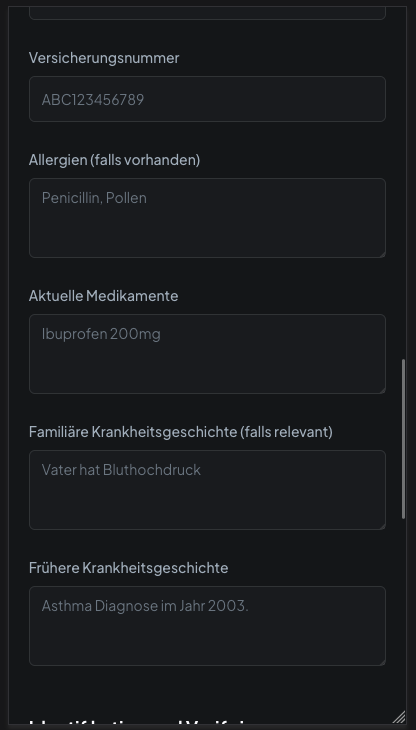 Versicherungsnummer
ABC123456789
Allergien (falls vorhanden)
Penicillin, Pollen
Aktuelle Medikamente
Ibuprofen 200mg
Familiäre Krankheitsgeschichte (falls relevant)
Vater hat Bluthochdruck
Frühere Krankheitsgeschichte
Asthma Diagnose im Jahr 2003.